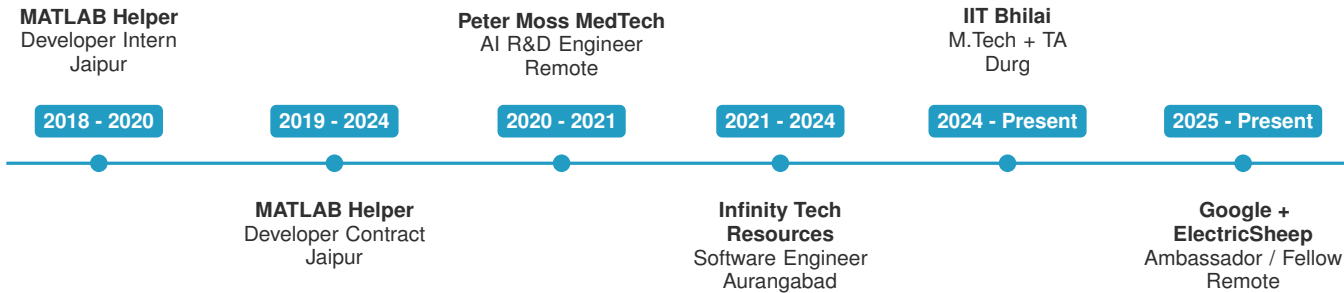 MATLAB Helper
Developer Intern
Jaipur
2018 - 2020
2019 - 2024
MATLAB Helper
Developer Contract
Jaipur
Peter Moss MedTech
AI R&D Engineer
Remote
2020 - 2021
2021 - 2024
Infinity Tech
Resources
Software Engineer
Aurangabad
IIT Bhilai
M.Tech + TA
Durg
2024 - Present
2025 - Present
Google +
ElectricSheep
Ambassador / Fellow
Remote